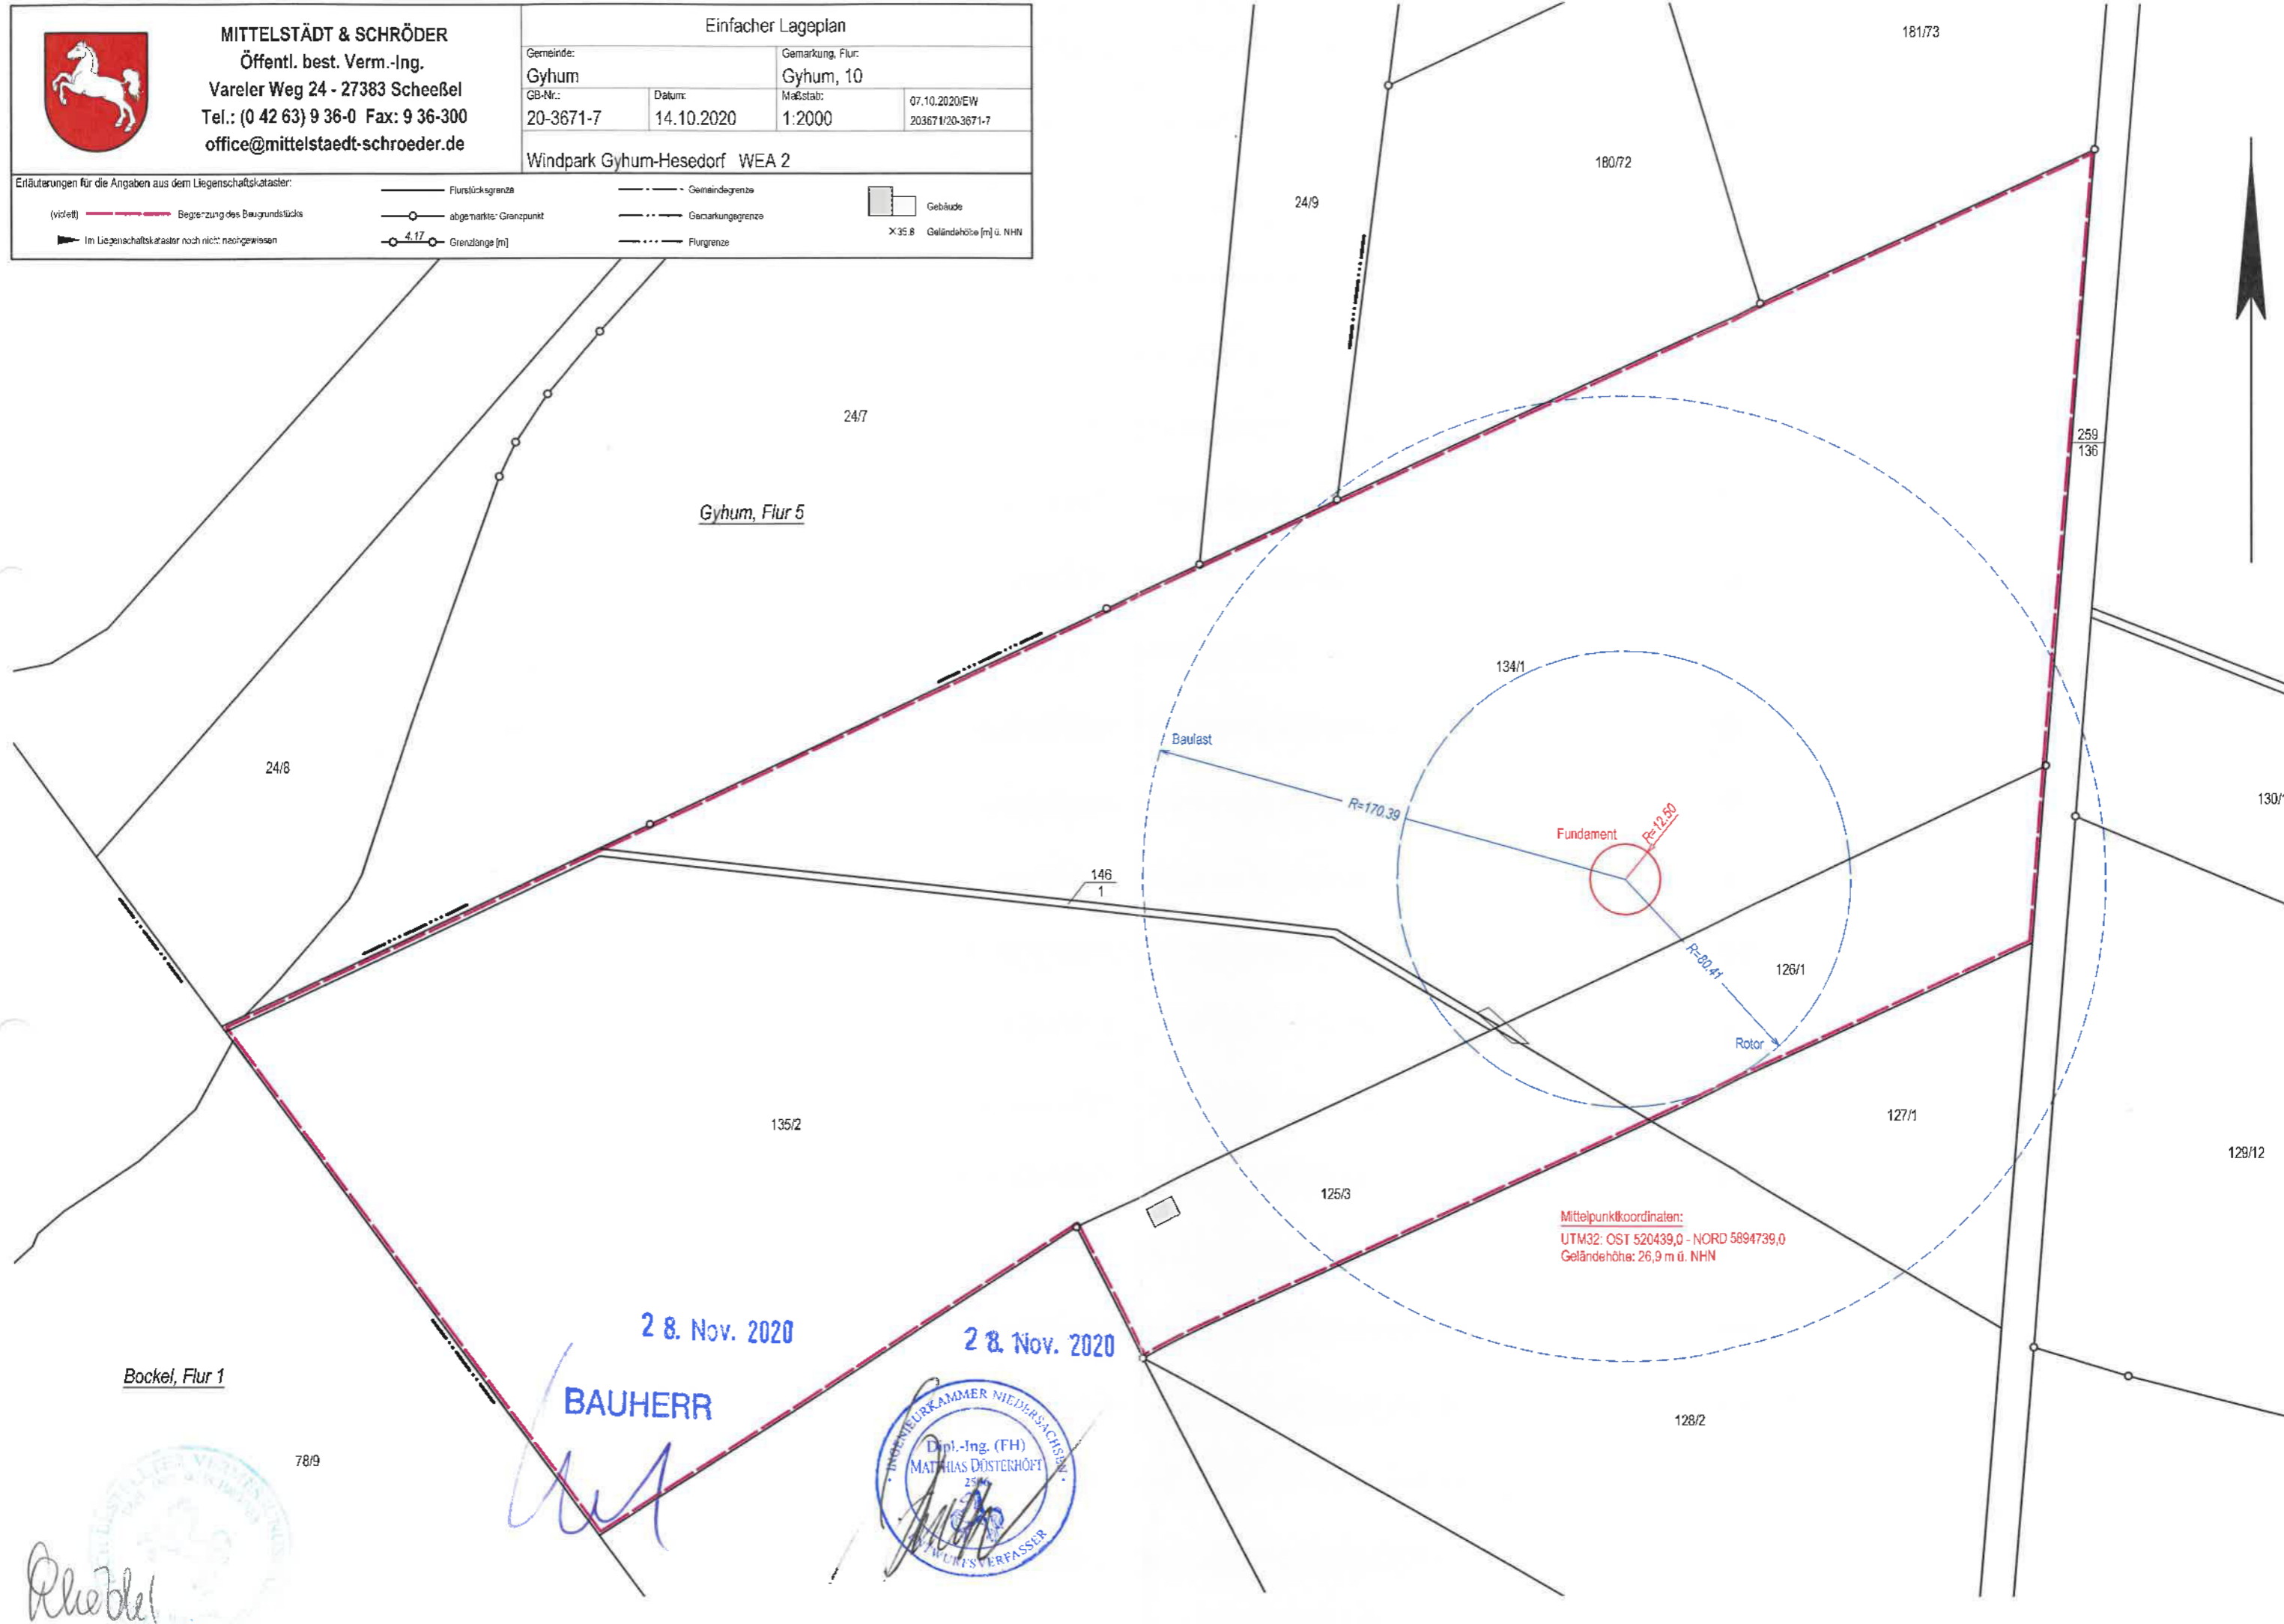 MITTELSTÄDT & SCHRÖDER
Öffentl. best. Verm.-Ing.
Vareler Weg 24 - 27383 Scheeßel
Tel.: (0 42 63) 9 36-0 Fax: 9 36-300
office@mittelstaedt-schroeder.de
Einfacher Lageplan
Gemeinde:
Gyhum
Gemarkung, Flur:
Gyhum, 10
GB-Nr.:
20-3671-7
Datum:
14.10.2020
Maßstab:
1:2000
07.10.2020/EW
203671/20-3671-7
Windpark Gyhum-Hesedorf WEA 2
Erläuterungen für die Angaben aus dem Liegenschaftskataster:
(violett)
Begrenzung des Baugrundstücks
Im Liegenschaftskataster noch nicht nachgewiesen
Flurstücksgrenze
abgemarkter Grenzpunkt
4.17
Grenzlänge [m]
Gemeindegrenze
Gemarkungsgrenze
Flurgrenze
Gebäude
×35.8 Geländehöhe [m] ü. NHN
181/73
180/72
24/9
24/7
259
136
Gyhum, Flur 5
134/1
Baulast
24/8
R=170.39
130/1
Fundament
R=12.50
146
1
R=80.41
126/1
Rotor
135/2
127/1
129/12
125/3
Mittelpunktkoordinaten:
UTM32: OST 520439,0 - NORD 5894739,0
Geländehöhe: 26,9 m ü. NHN
28. Nov. 2020
28. Nov. 2020
Bockel, Flur 1
BAUHERR
128/2
78/9
INGENIEURKAMMER NIEDERSACHSEN
Dipl.-Ing. (FH)
MATTHIAS DÜSTERHÖFT
ENTWURFSVERFASSER